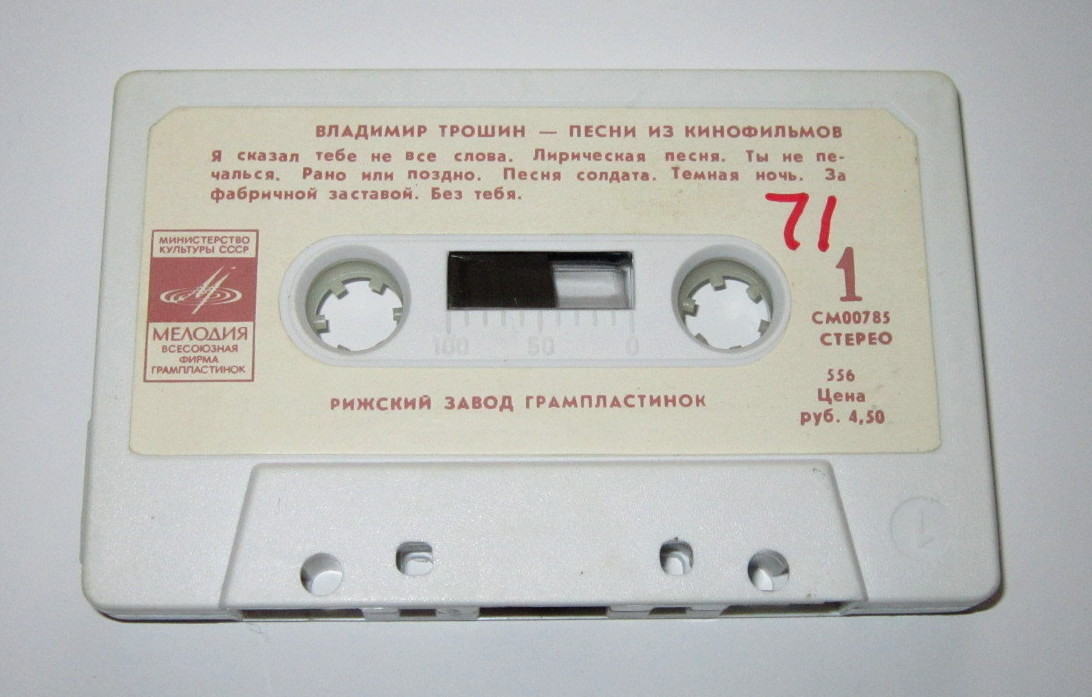 ВЛАДИМИР ТРОШИН — ПЕСНИ ИЗ КИНОФИЛЬМОВ
Я сказал тебе не все слова. Лирическая песня. Ты не пе-
чалься. Рано или поздно. Песня солдата. Темная ночь. За
фабричной заставой. Без тебя.
71
МИНИСТЕРСТВО
КУЛЬТУРЫ СССР
МЕЛОДИЯ
ВСЕСОЮЗНАЯ
ФИРМА
ГРАМПЛАСТИНОК
1
СМ00785
СТЕРЕО
100 50 0
556
Цена
руб. 4,50
РИЖСКИЙ ЗАВОД ГРАМПЛАСТИНОК
1